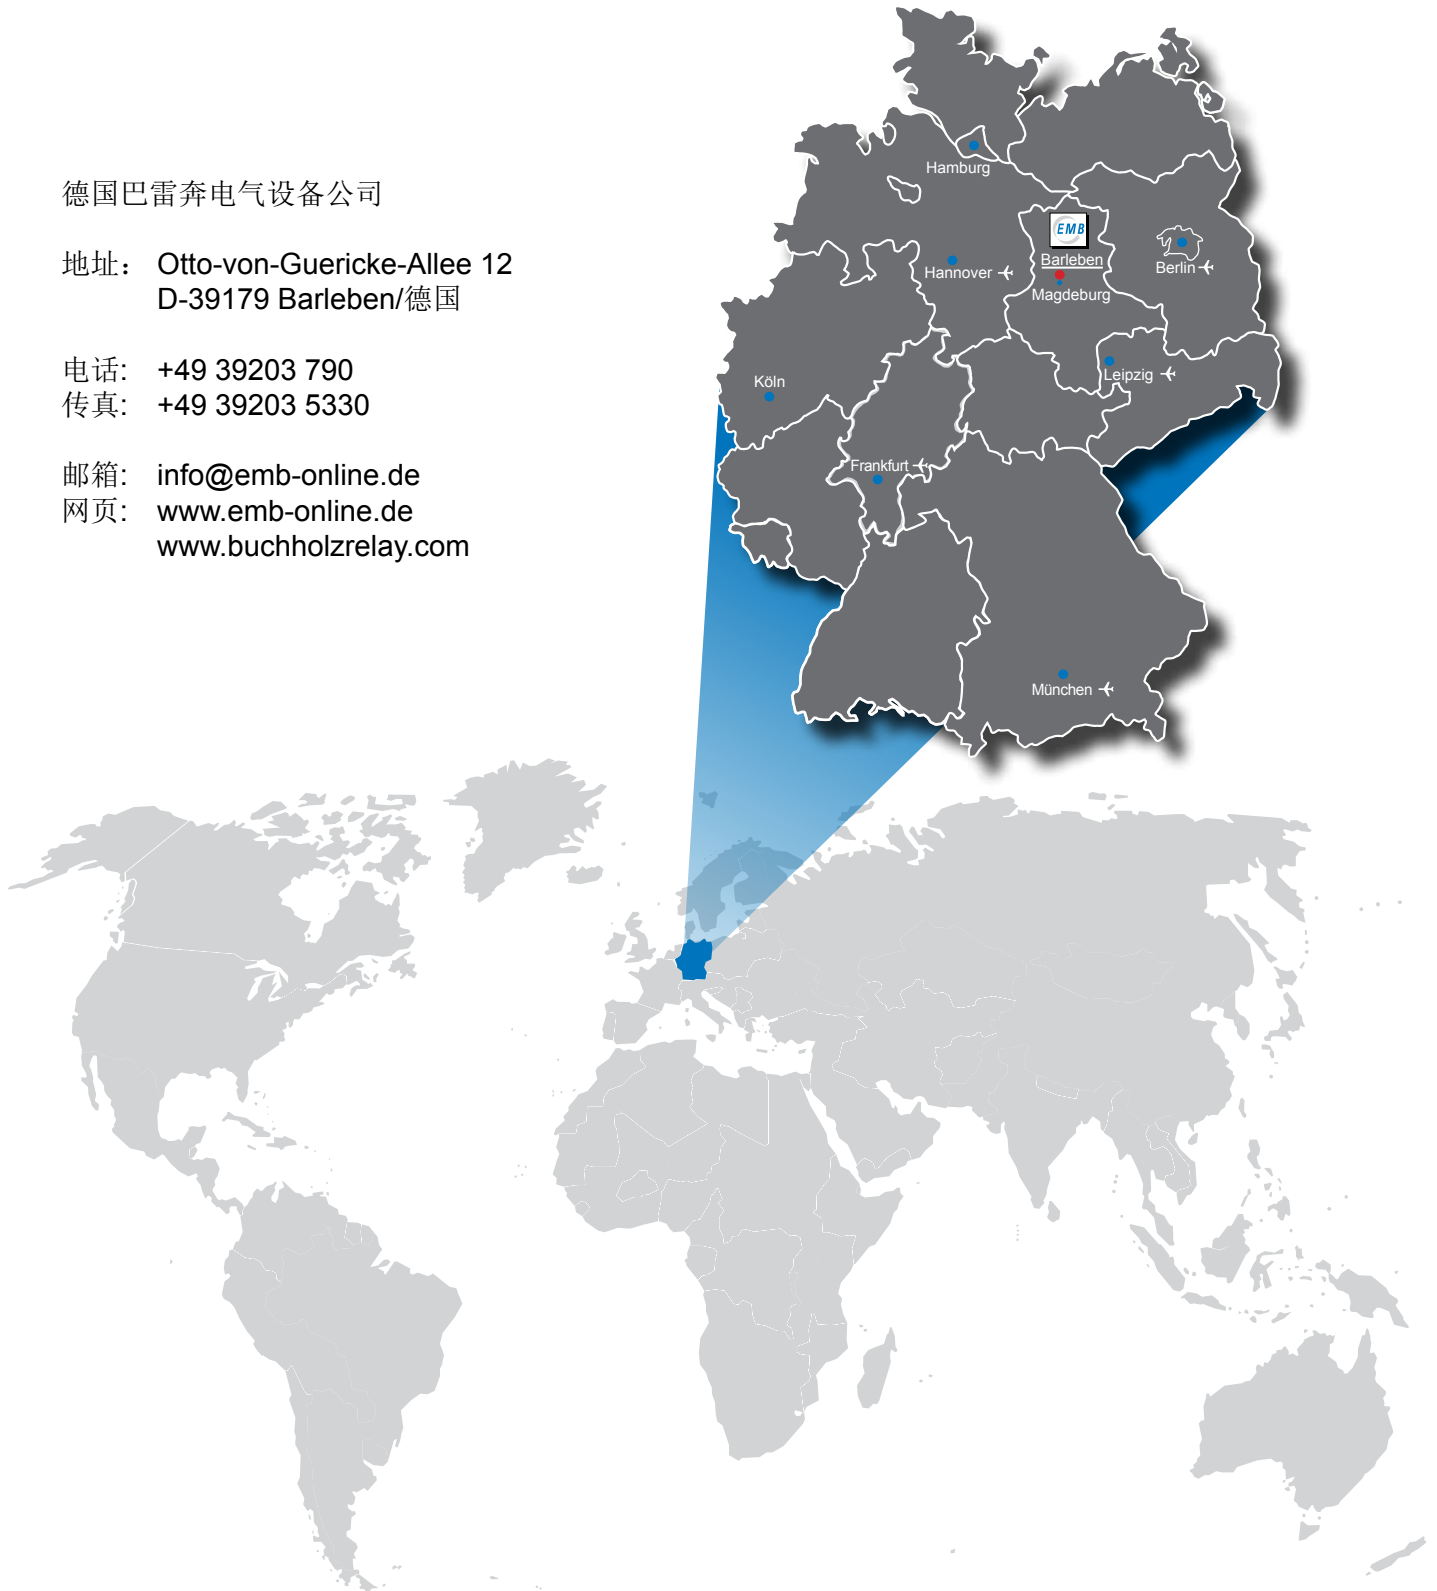 德国巴雷奔电气设备公司
地址： Otto-von-Guericke-Allee 12
D-39179 Barleben/德国
电话: +49 39203 790
传真: +49 39203 5330
邮箱: info@emb-online.de
网页: www.emb-online.de
www.buchholzrelay.com
Hamburg
EMB
Barleben
Berlin
Hannover
Magdeburg
Leipzig
Köln
Frankfurt
München